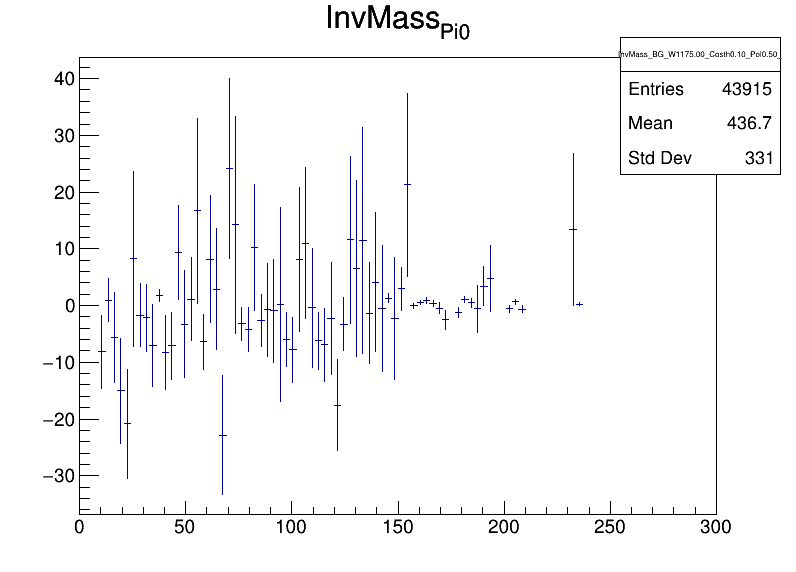 InvMass_Pi0
InvMass_BG_W1175.00_Costh0.10_Pol0.50_
Entries 43915
Mean 436.7
Std Dev 331
40
30
20
10
0
−10
−20
−30
0 50 100 150 200 250 300